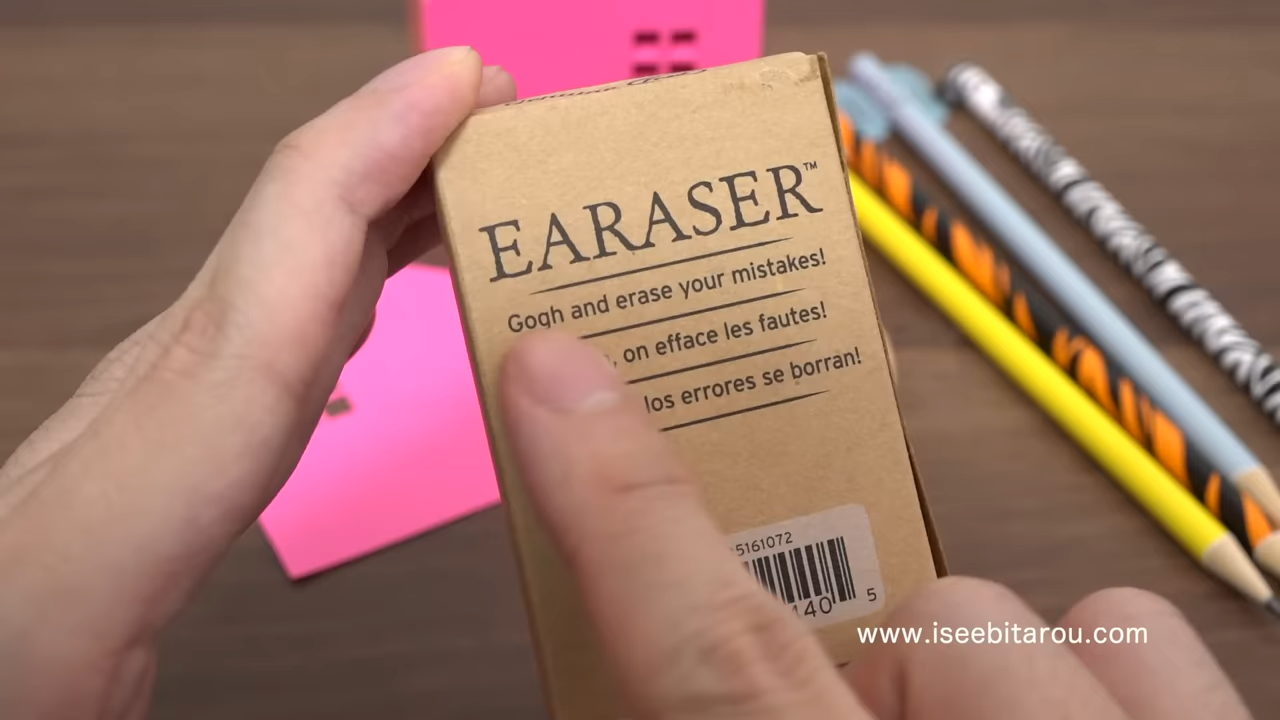 EARASER™
Gogh and erase your mistakes!
, on efface les fautes!
los errores se borran!
5161072
140 5
www.iseebitarou.com